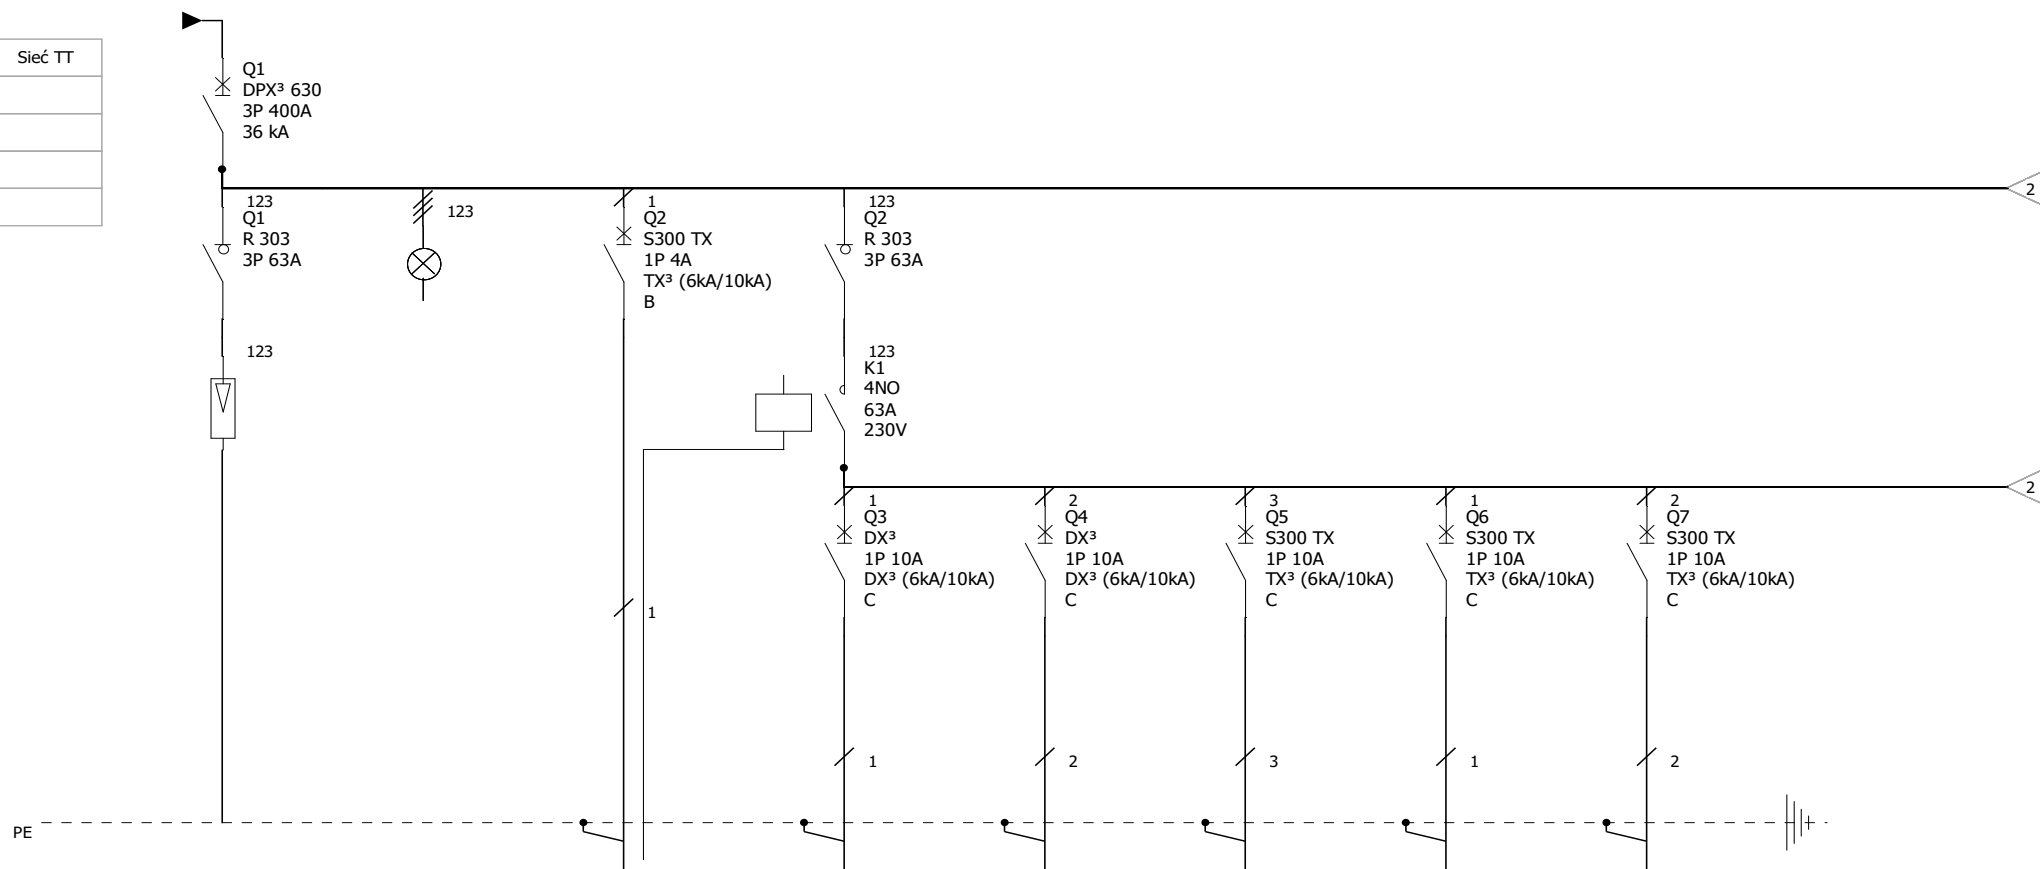 Sieć TT
Q1
DPX³ 630
3P 400A
36 kA
2
123
Q1
R 303
3P 63A
123
1
Q2
S300 TX
1P 4A
TX³ (6kA/10kA)
B
123
Q2
R 303
3P 63A
123
123
K1
4NO
63A
230V
2
1
Q3
DX³
1P 10A
DX³ (6kA/10kA)
C
2
Q4
DX³
1P 10A
DX³ (6kA/10kA)
C
3
Q5
S300 TX
1P 10A
TX³ (6kA/10kA)
C
1
Q6
S300 TX
1P 10A
TX³ (6kA/10kA)
C
2
Q7
S300 TX
1P 10A
TX³ (6kA/10kA)
C
1
1
2
3
1
2
PE